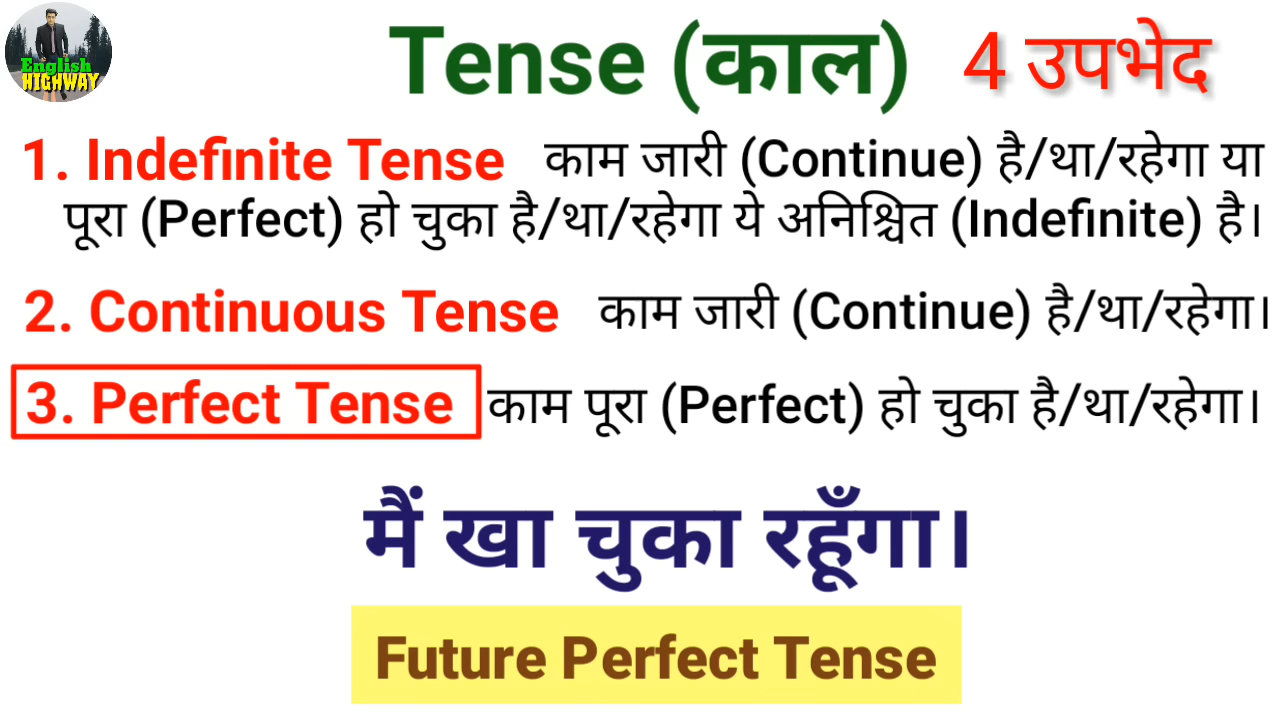 English
HIGHWAY
Tense (काल) 4 उपभेद
1. Indefinite Tense काम जारी (Continue) है/था/रहेगा या
पूरा (Perfect) हो चुका है/था/रहेगा ये अनिश्चित (Indefinite) है।
2. Continuous Tense काम जारी (Continue) है/था/रहेगा।
3. Perfect Tense काम पूरा (Perfect) हो चुका है/था/रहेगा।
मैं खा चुका रहूँगा।
Future Perfect Tense